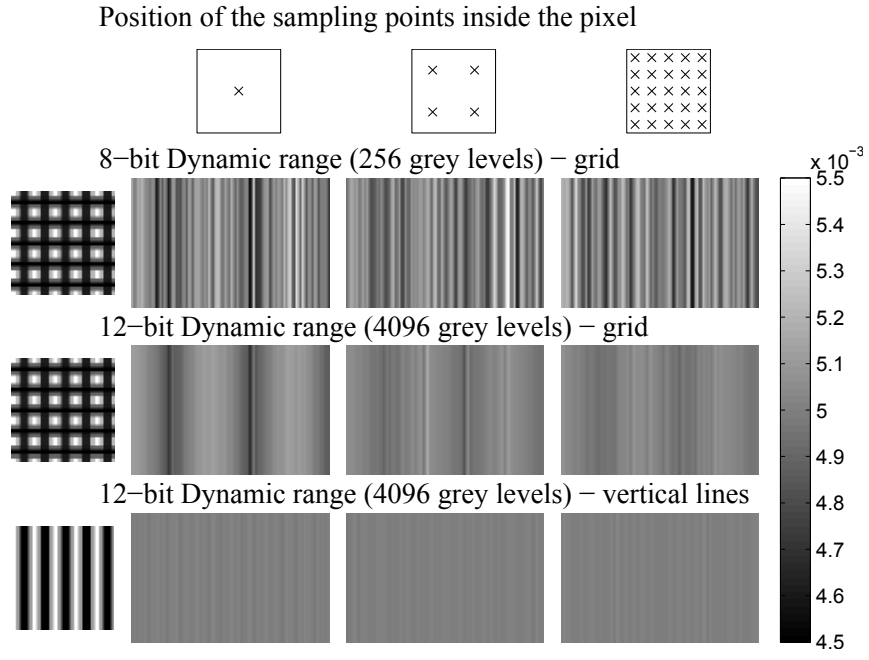 Position of the sampling points inside the pixel
8−bit Dynamic range (256 grey levels) − grid
x 10⁻³
5.5
5.4
5.3
5.2
5.1
5
4.9
4.8
4.7
4.6
4.5
12−bit Dynamic range (4096 grey levels) − grid
12−bit Dynamic range (4096 grey levels) − vertical lines